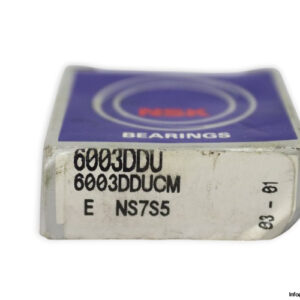 NSK
BEARINGS
6003DDU
6003DDUCM
E NS7S5
03 - 01